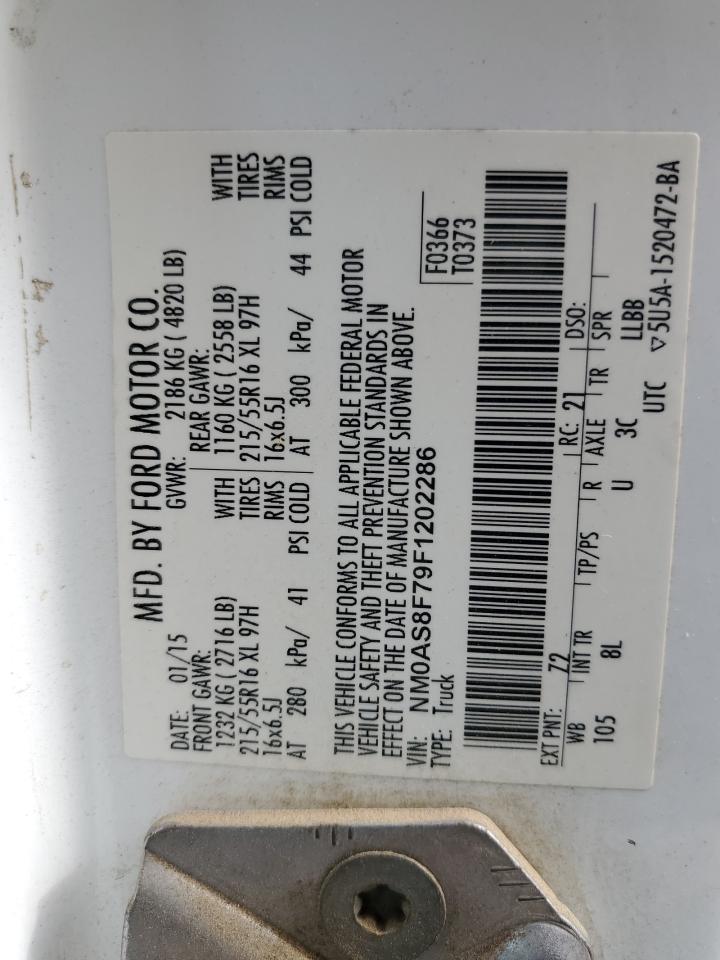 MFD. BY FORD MOTOR CO.
DATE: 01/15 GVWR: 2186 KG ( 4820 LB)
FRONT GAWR: REAR GAWR:
1232 KG ( 2716 LB) WITH 1160 KG ( 2558 LB) WITH
215/55R16 XL 97H TIRES 215/55R16 XL 97H TIRES
16x6.5J RIMS 16x6.5J RIMS
AT 280 kPa/ 41 PSI COLD AT 300 kPa/ 44 PSI COLD
THIS VEHICLE CONFORMS TO ALL APPLICABLE FEDERAL MOTOR
VEHICLE SAFETY AND THEFT PREVENTION STANDARDS IN
EFFECT ON THE DATE OF MANUFACTURE SHOWN ABOVE.
VIN: NM0AS8F79F1202286 F0366
TYPE: Truck T0373
EXT PNT: Z2 RC: 21 DSO:
WB INT TR TP/PS R AXLE TR SPR
105 8L U 3C LLBB
UTC ▽5U5A-1520472-BA